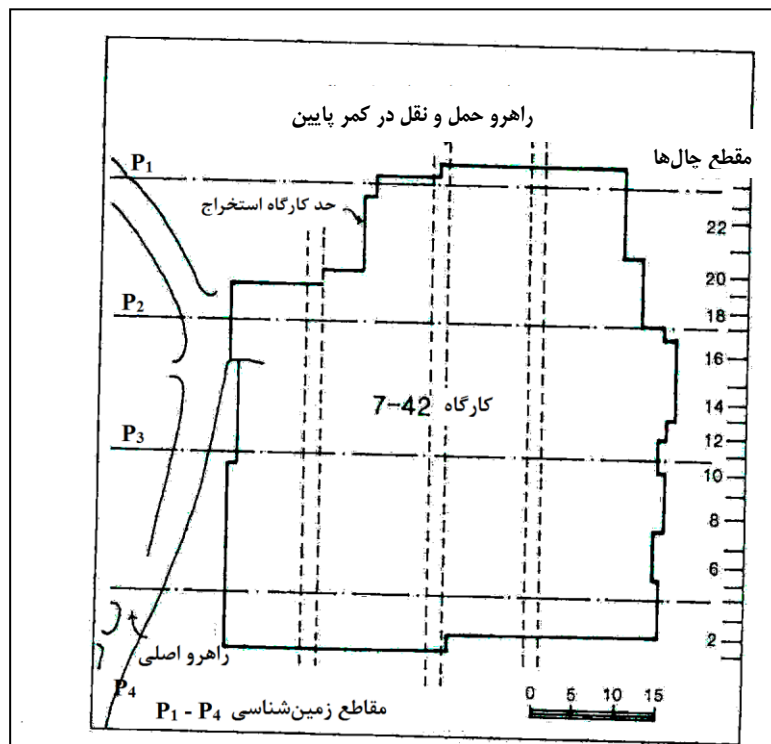 راهرو حمل و نقل در کمر پایین
مقطع چال‌ها
P1
حد کارگاه استخراج
22
20
P2
18
16
کارگاه 7-42
14
P3
12
10
8
6
راهرو اصلی
2
P4
P1 - P4 مقاطع زمین‌شناسی
0 5 10 15